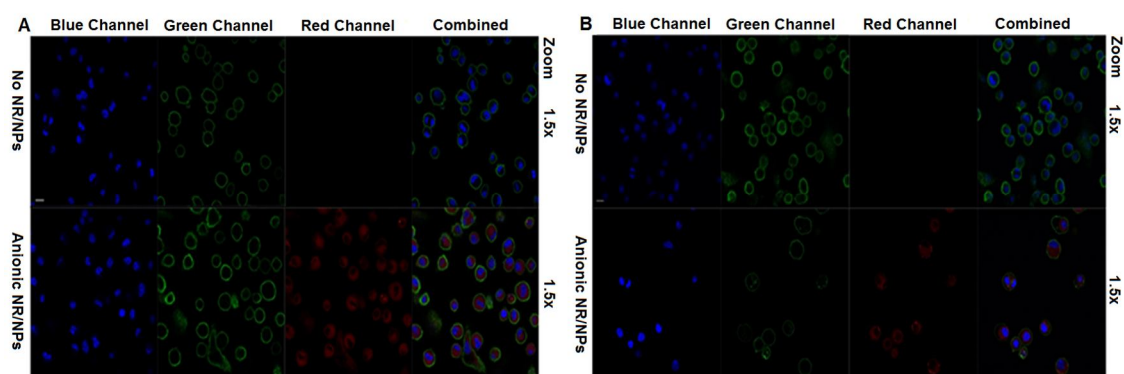 A Blue Channel Green Channel Red Channel Combined
Zoom
No NR/NPs
1.5x
Anionic NR/NPs
1.5x
B Blue Channel Green Channel Red Channel Combined
Zoom
No NR/NPs
1.5x
Anionic NR/NPs
1.5x